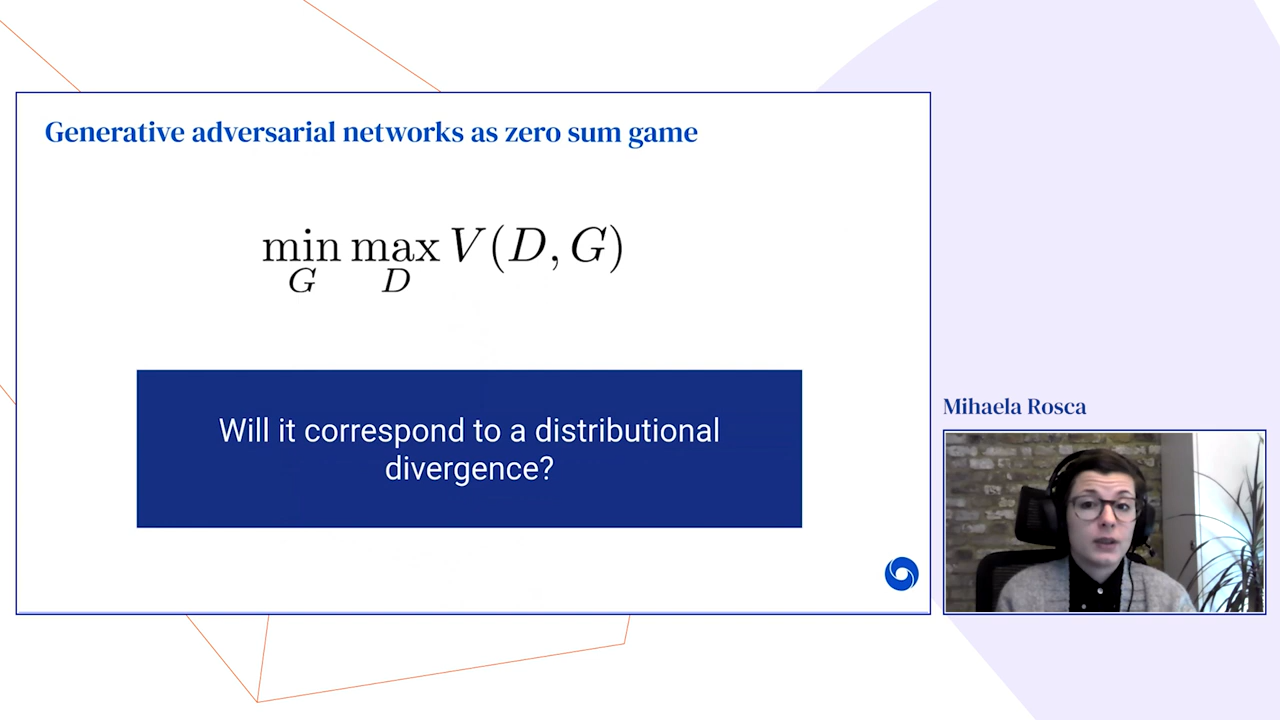 Generative adversarial networks as zero sum game
min max V(D, G)
G D
Will it correspond to a distributional
divergence?
Mihaela Rosca